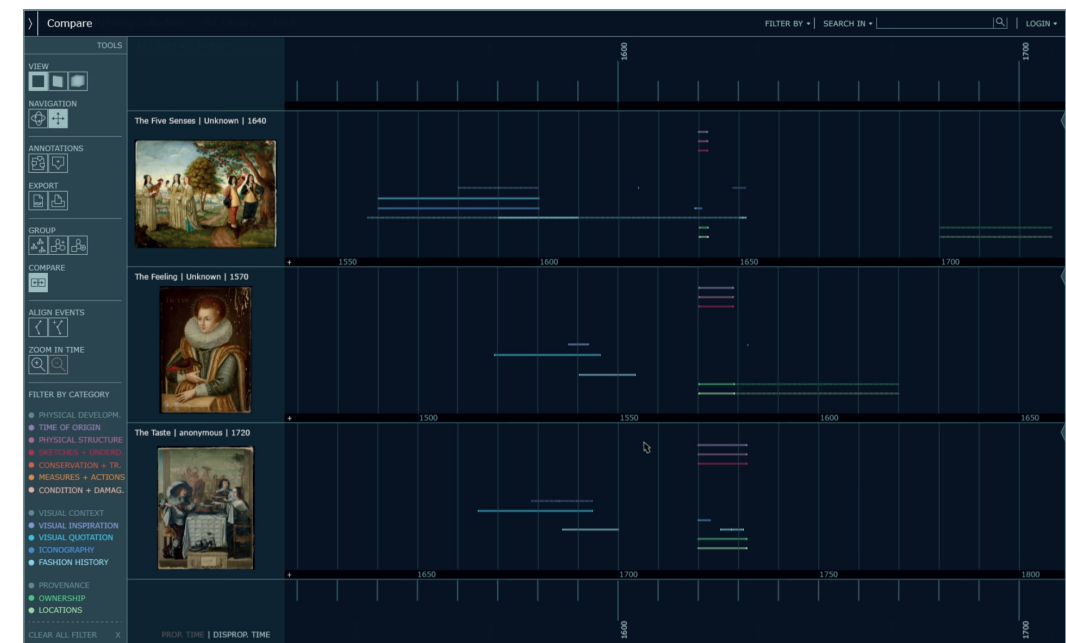 Compare
FILTER BY
SEARCH IN
LOGIN
TOOLS
VIEW
NAVIGATION
ANNOTATIONS
EXPORT
GROUP
COMPARE
ALIGN EVENTS
ZOOM IN TIME
FILTER BY CATEGORY
PHYSICAL DEVELOPM.
TIME OF ORIGIN
PHYSICAL STRUCTURE
SKETCHES + UNDERD.
CONSERVATION + TR.
MEASURES + ACTIONS
CONDITION + DAMAG.
VISUAL CONTEXT
VISUAL INSPIRATION
VISUAL QUOTATION
ICONOGRAPHY
FASHION HISTORY
PROVENANCE
OWNERSHIP
LOCATIONS
CLEAR ALL FILTER X
1600 1700
The Five Senses | Unknown | 1640
+ 1550 1600 1650 1700
The Feeling | Unknown | 1570
+ 1500 1550 1600 1650
The Taste | anonymous | 1720
+ 1650 1700 1750 1800
PROP. TIME | DISPROP. TIME
1600 1700